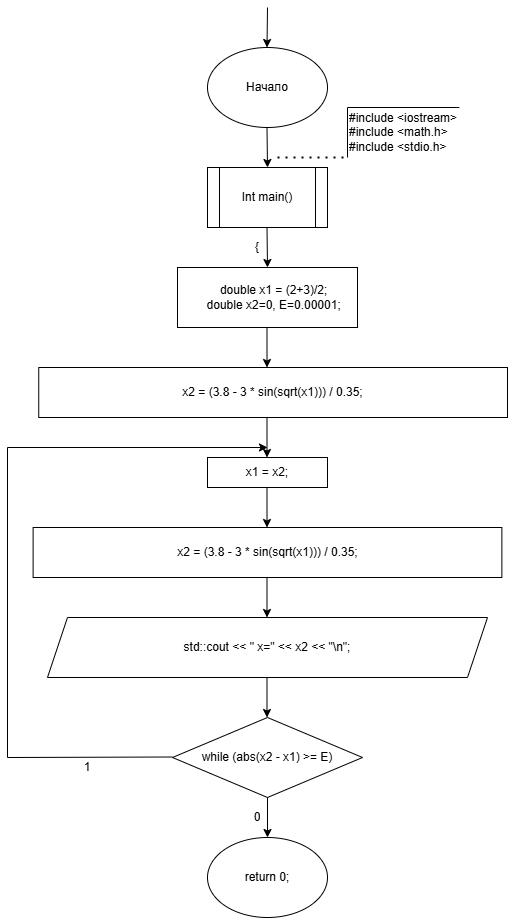 Начало
#include <iostream>
#include <math.h>
#include <stdio.h>
Int main()
{
double x1 = (2+3)/2;
double x2=0, E=0.00001;
x2 = (3.8 - 3 * sin(sqrt(x1))) / 0.35;
x1 = x2;
x2 = (3.8 - 3 * sin(sqrt(x1))) / 0.35;
std::cout << " x=" << x2 << "\n";
while (abs(x2 - x1) >= E)
1
0
return 0;